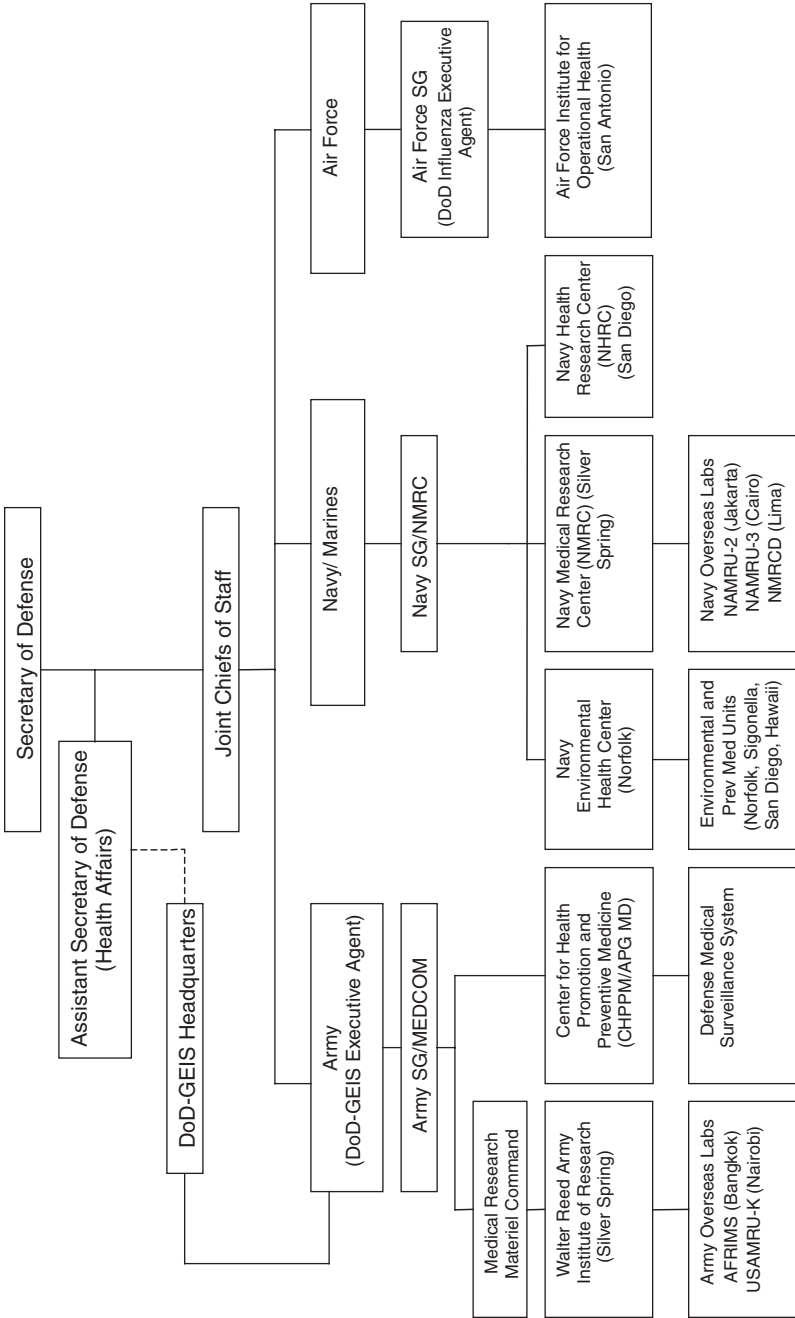 Secretary of Defense
Assistant Secretary of Defense
(Health Affairs)
DoD-GEIS Headquarters
Joint Chiefs of Staff
Army
(DoD-GEIS Executive Agent)
Navy/ Marines
Air Force
Army SG/MEDCOM
Navy SG/NMRC
Air Force SG
(DoD Influenza Executive
Agent)
Medical Research
Materiel Command
Walter Reed Army
Institute of Research
(Silver Spring)
Center for Health
Promotion and
Preventive Medicine
(CHPPM/APG MD)
Navy
Environmental
Health Center
(Norfolk)
Navy Medical Research
Center (NMRC) (Silver
Spring)
Navy Health
Research Center
(NHRC)
(San Diego)
Air Force Institute for
Operational Health
(San Antonio)
Army Overseas Labs
AFRIMS (Bangkok)
USAMRU-K (Nairobi)
Defense Medical
Surveillance System
Environmental and
Prev Med Units
(Norfolk, Sigonella,
San Diego, Hawaii)
Navy Overseas Labs
NAMRU-2 (Jakarta)
NAMRU-3 (Cairo)
NMRCD (Lima)